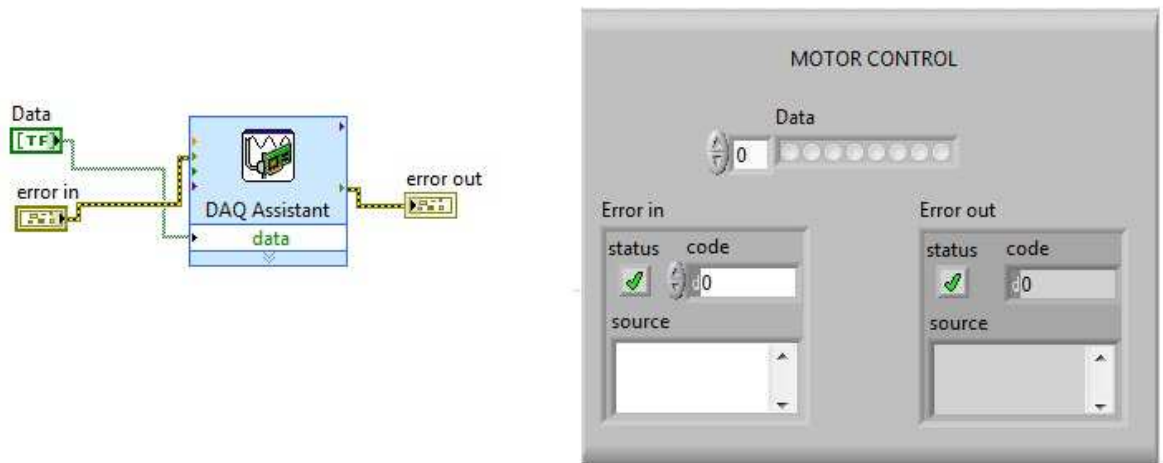 Data
[TF]
error in
DAQ Assistant
data
error out
MOTOR CONTROL
Data
0
Error in
status code
d0
source
Error out
status code
d0
source